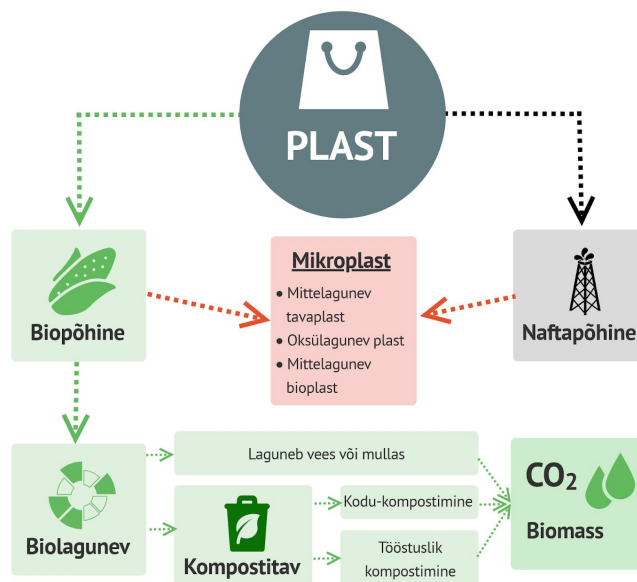 PLAST
Biopõhine
Mikroplast
• Mittelagunev
tavaplast
• Oksülagunev plast
• Mittelagunev
bioplast
Naftapõhine
Biolagunev
Laguneb vees või mullas
Kompostitav
Kodu-kompostimine
Tööstuslik
kompostimine
CO₂
Biomass